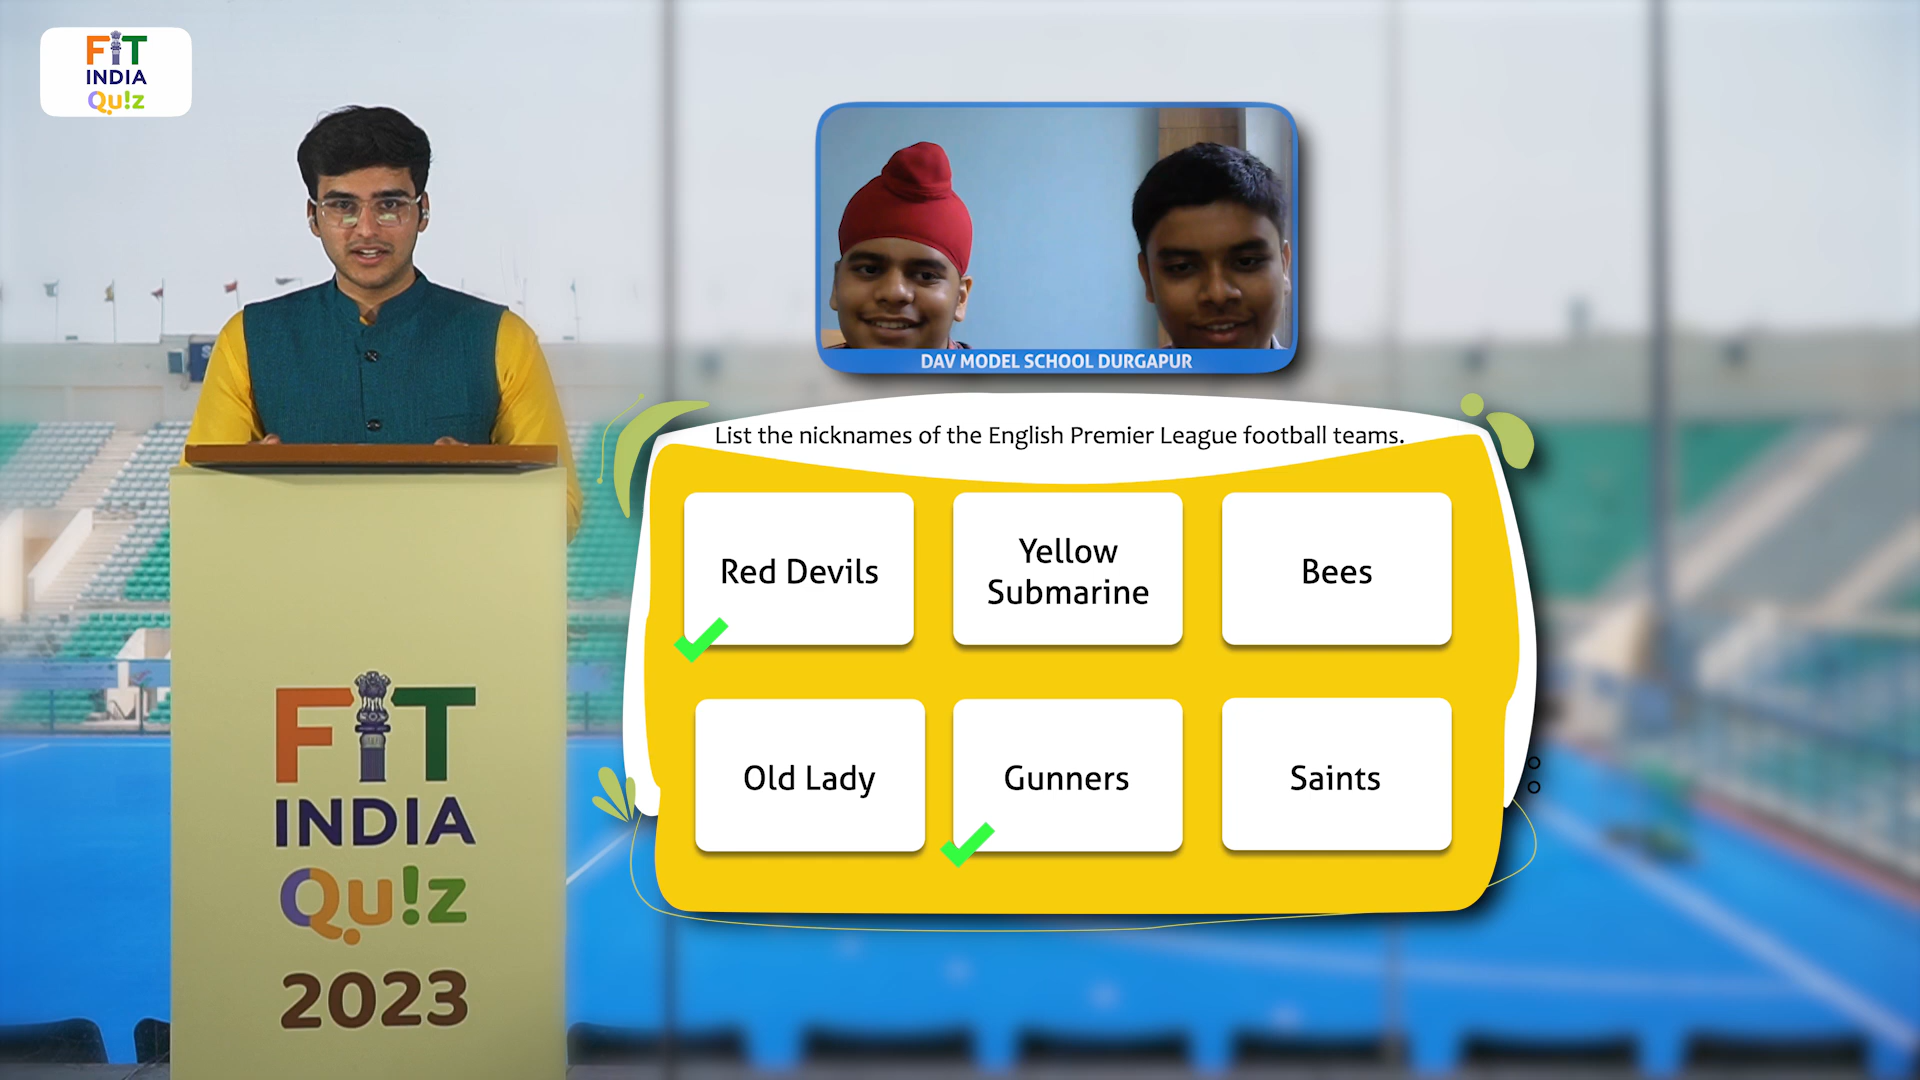 FIT
INDIA
Qu!z
DAV MODEL SCHOOL DURGAPUR
List the nicknames of the English Premier League football teams.
Red Devils
Yellow
Submarine
Bees
Old Lady
Gunners
Saints
FIT
INDIA
Qu!z
2023